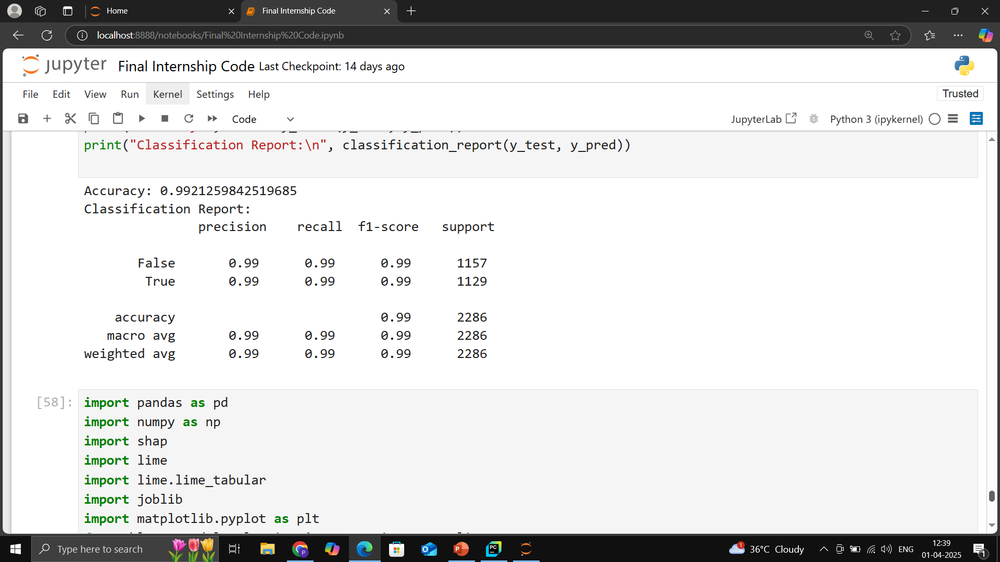 Home
Final Internship Code
localhost:8888/notebooks/Final%20Internship%20Code.ipynb
jupyter Final Internship Code Last Checkpoint: 14 days ago
File Edit View Run Kernel Settings Help
Trusted
Code
JupyterLab
Python 3 (ipykernel)
print("Classification Report:\n", classification_report(y_test, y_pred))
Accuracy: 0.9921259842519685
Classification Report:
precision recall f1-score support
False 0.99 0.99 0.99 1157
True 0.99 0.99 0.99 1129
accuracy 0.99 2286
macro avg 0.99 0.99 0.99 2286
weighted avg 0.99 0.99 0.99 2286
[58]:
import pandas as pd
import numpy as np
import shap
import lime
import lime.lime_tabular
import joblib
import matplotlib.pyplot as plt
Type here to search
P
O
P
PC
1
36°C Cloudy
ENG
12:39
01-04-2025
1